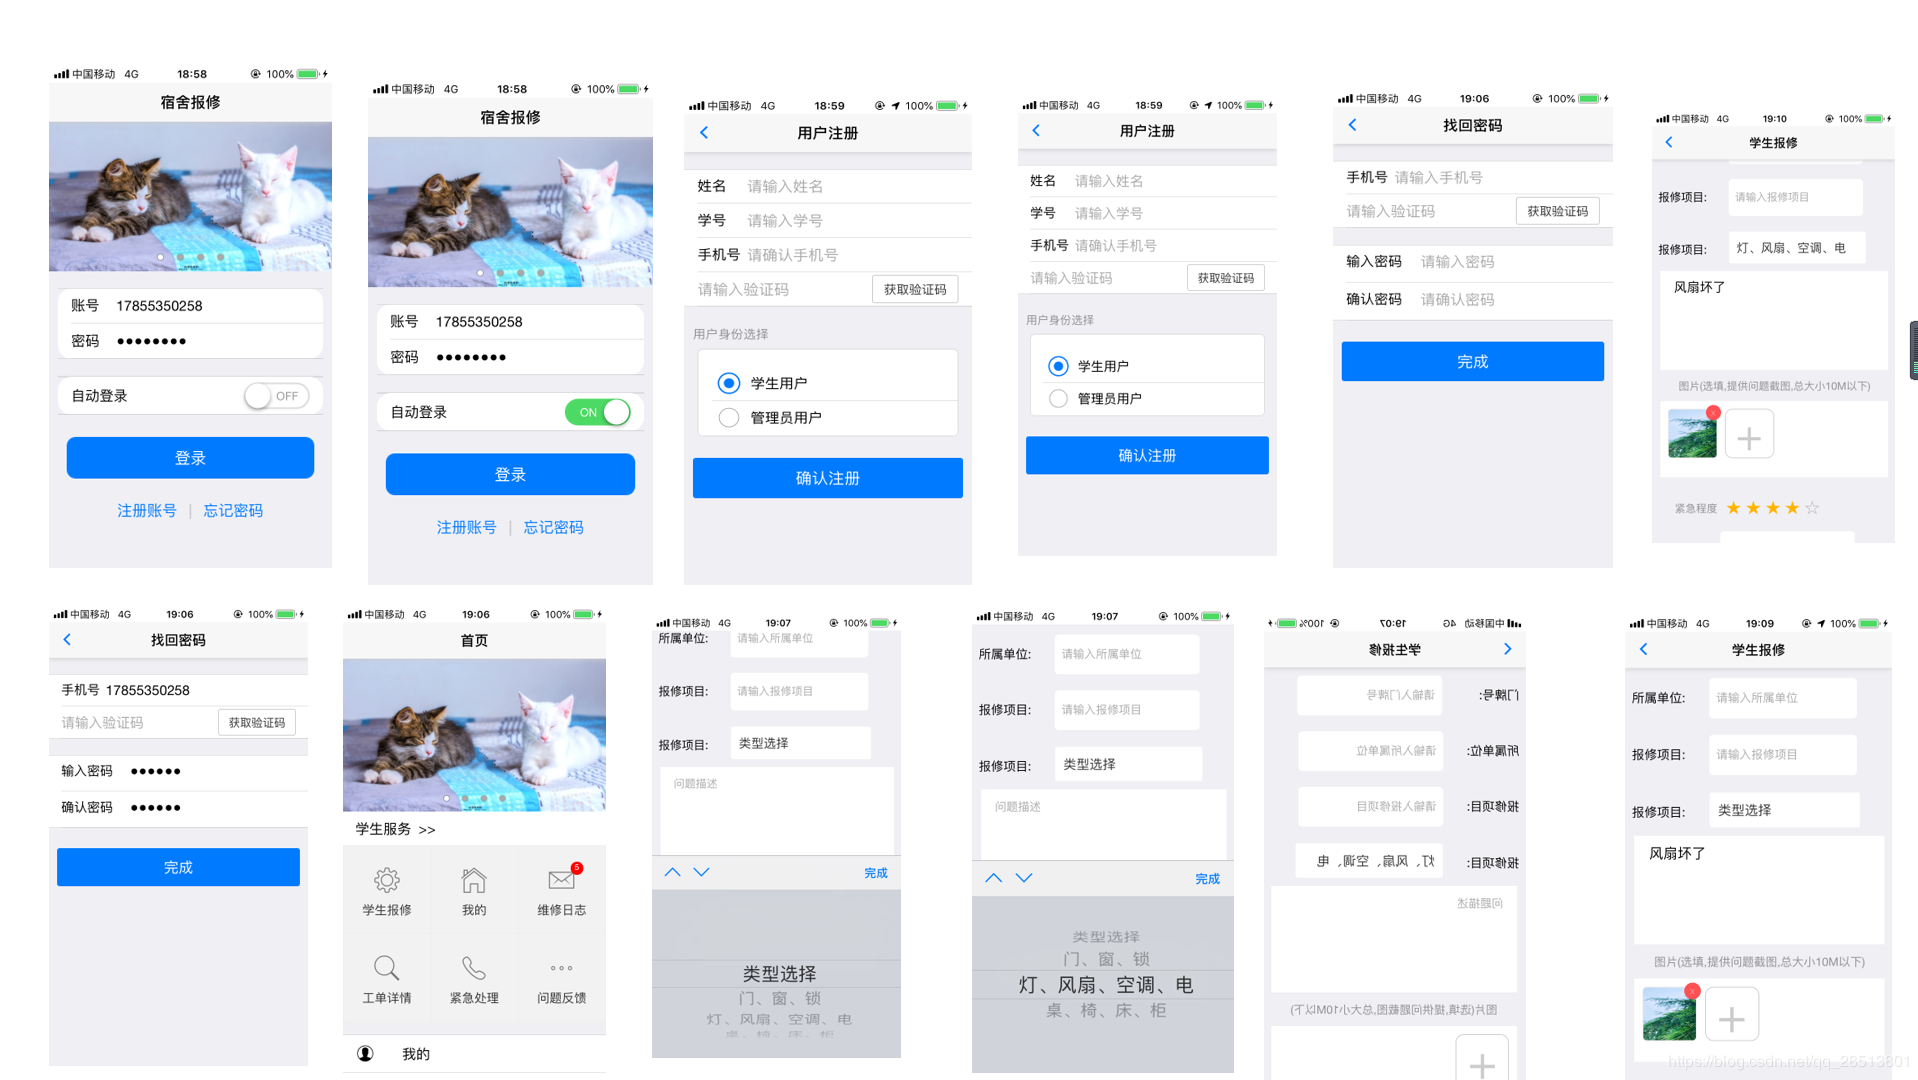 中国移动 4G 18:58 100%
宿舍报修
账号 17855350258
密码 ●●●●●●●●
自动登录 OFF
登录
注册账号 | 忘记密码
中国移动 4G 18:58 100%
宿舍报修
账号 17855350258
密码 ●●●●●●●●
自动登录 ON
登录
注册账号 | 忘记密码
中国移动 4G 18:59 100%
用户注册
姓名 请输入姓名
学号 请输入学号
手机号 请确认手机号
请输入验证码 获取验证码
用户身份选择
学生用户
管理员用户
确认注册
中国移动 4G 18:59 100%
用户注册
姓名 请输入姓名
学号 请输入学号
手机号 请确认手机号
请输入验证码 获取验证码
用户身份选择
学生用户
管理员用户
确认注册
中国移动 4G 19:06 100%
找回密码
手机号 请输入手机号
请输入验证码 获取验证码
输入密码 请输入密码
确认密码 请确认密码
完成
中国移动 4G 19:10 100%
学生报修
报修项目: 请输入报修项目
报修项目: 灯、风扇、空调、电
风扇坏了
图片(选填,提供问题截图,总大小10M以下)
x
紧急程度 ★★★★☆
中国移动 4G 19:06 100%
找回密码
手机号 17855350258
请输入验证码 获取验证码
输入密码 ●●●●●●
确认密码 ●●●●●●
完成
中国移动 4G 19:06 100%
首页
学生服务 >>
5
学生报修 我的 维修日志
工单详情 紧急处理 问题反馈
我的
中国移动 4G 19:07 100%
所属单位: 请输入所属单位
报修项目: 请输入报修项目
报修项目: 类型选择
问题描述
完成
类型选择
门、窗、锁
灯、风扇、空调、电
桌、椅、床、柜
中国移动 4G 19:07 100%
所属单位: 请输入所属单位
报修项目: 请输入报修项目
报修项目: 类型选择
问题描述
完成
类型选择
门、窗、锁
灯、风扇、空调、电
桌、椅、床、柜
中国移动 4G 19:07 100%
学生报修
门牌号: 请输入门牌号
所属单位: 请输入所属单位
报修项目: 请输入报修项目
报修项目: 灯、风扇、空调、电
问题描述
图片(选填,提供问题截图,总大小10M以下)
中国移动 4G 19:09 100%
学生报修
所属单位: 请输入所属单位
报修项目: 请输入报修项目
报修项目: 类型选择
风扇坏了
图片(选填,提供问题截图,总大小10M以下)
x
https://blog.csdn.net/qq_28513801